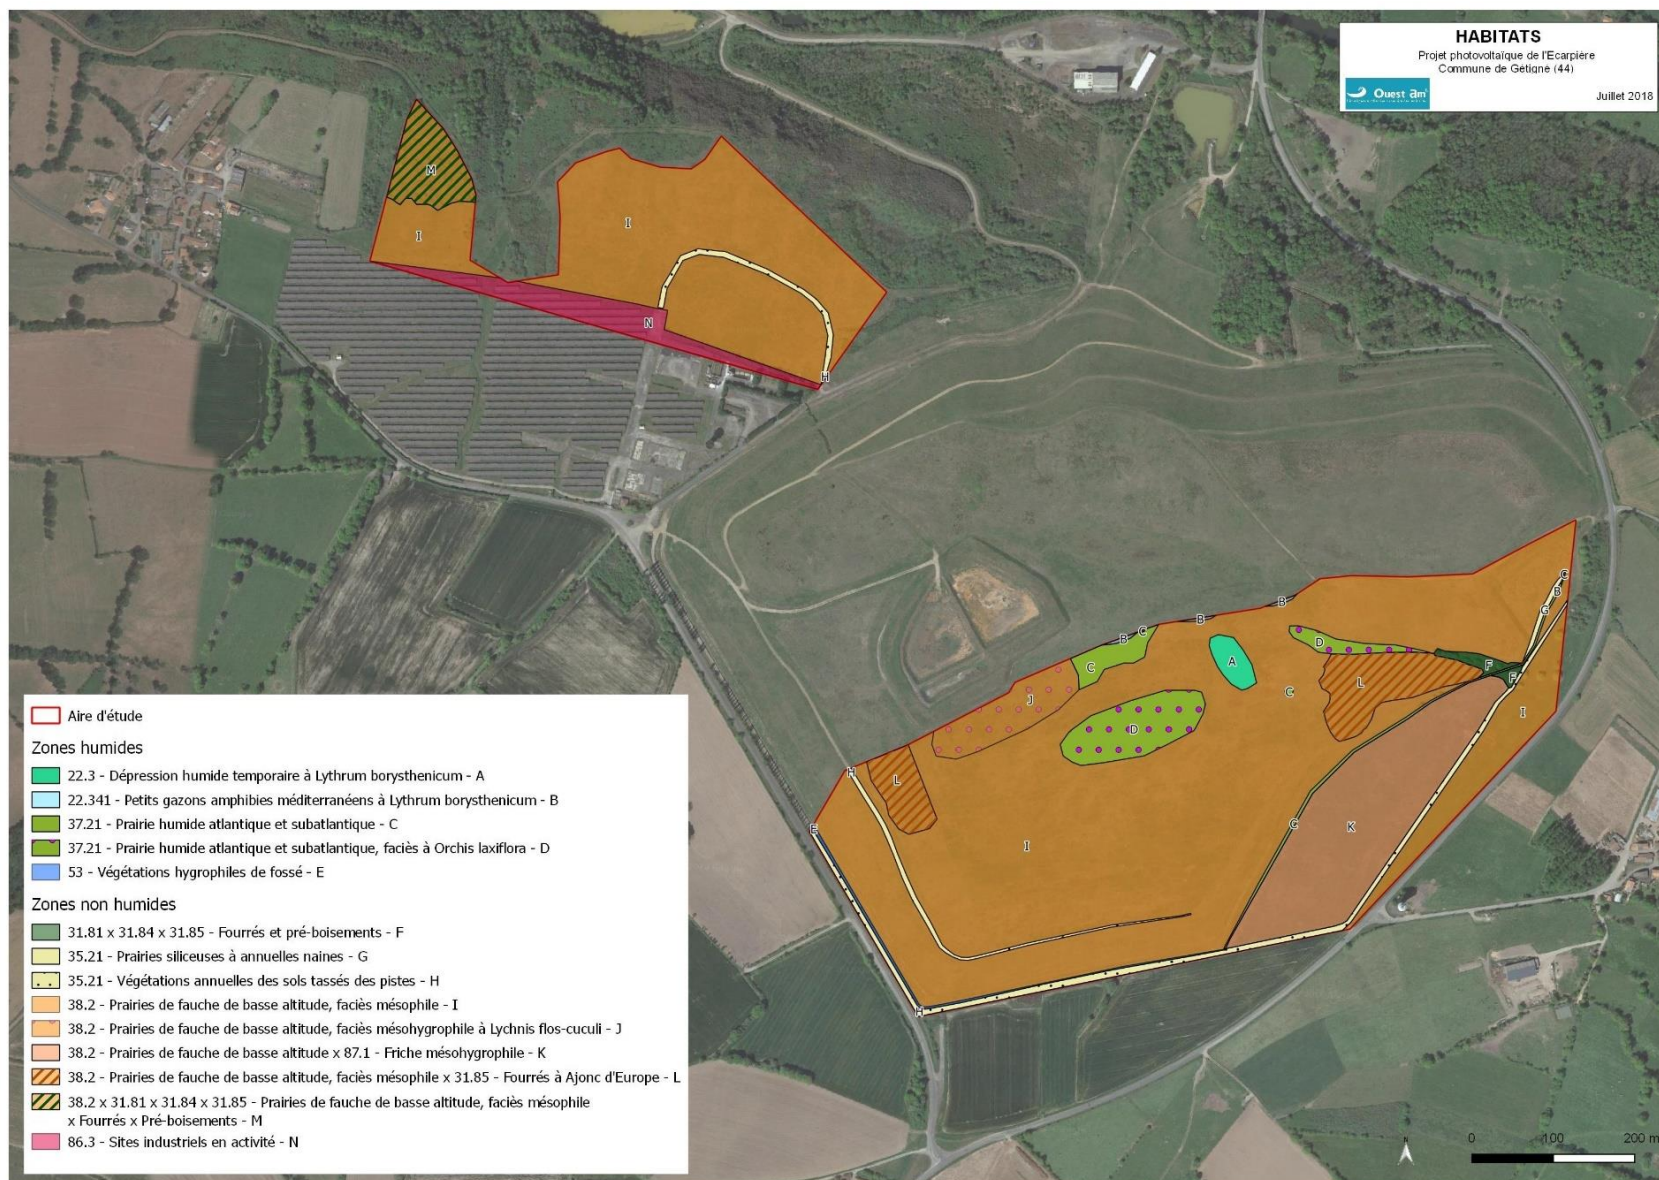 HABITATS
Projet photovoltaïque de l'Ecarpière
Commune de Gétigné (44)
Ouest am'
Juillet 2018
M
I
I
N
H
C
B
G
B
B
B
C
D
A
F
C
L
F
C
J
I
D
H
L
C
K
E
I
H
Aire d'étude
Zones humides
22.3 - Dépression humide temporaire à Lythrum borysthenicum - A
22.341 - Petits gazons amphibies méditerranéens à Lythrum borysthenicum - B
37.21 - Prairie humide atlantique et subatlantique - C
37.21 - Prairie humide atlantique et subatlantique, faciès à Orchis laxiflora - D
53 - Végétations hygrophiles de fossé - E
Zones non humides
31.81 x 31.84 x 31.85 - Fourrés et pré-boisements - F
35.21 - Prairies siliceuses à annuelles naines - G
35.21 - Végétations annuelles des sols tassés des pistes - H
38.2 - Prairies de fauche de basse altitude, faciès mésophile - I
38.2 - Prairies de fauche de basse altitude, faciès mésohygrophile à Lychnis flos-cuculi - J
38.2 - Prairies de fauche de basse altitude x 87.1 - Friche mésohygrophile - K
38.2 - Prairies de fauche de basse altitude, faciès mésophile x 31.85 - Fourrés à Ajonc d'Europe - L
38.2 x 31.81 x 31.84 x 31.85 - Prairies de fauche de basse altitude, faciès mésophile
x Fourrés x Pré-boisements - M
86.3 - Sites industriels en activité - N
N
0 100 200 m